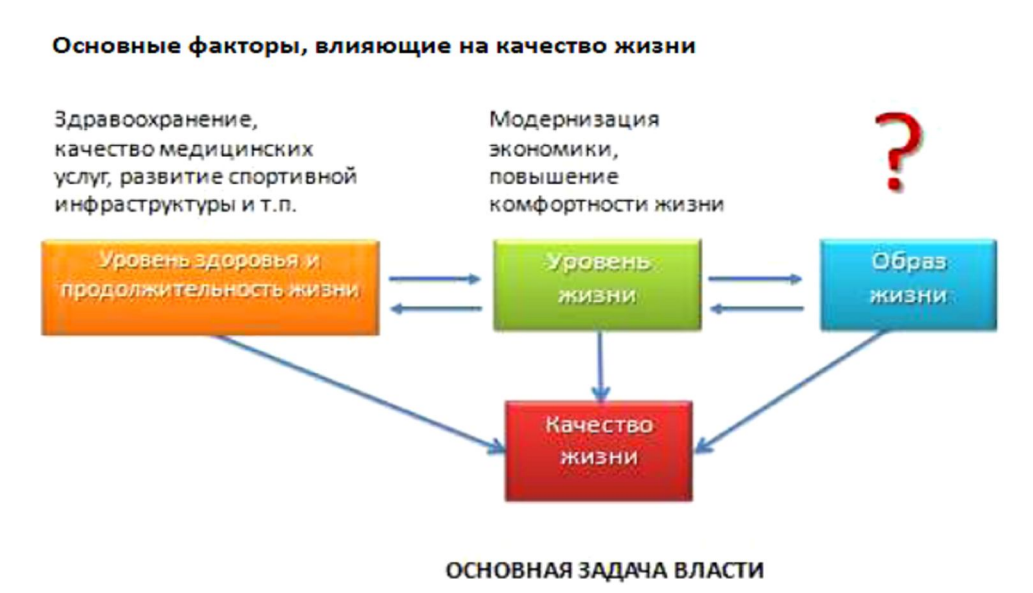 Основные факторы, влияющие на качество жизни
Здравоохранение,
качество медицинских
услуг, развитие спортивной
инфраструктуры и т.п.
Модернизация
экономики,
повышение
комфортности жизни
?
Уровень здоровья и
продолжительность жизни
Уровень
жизни
Образ
жизни
Качество
жизни
ОСНОВНАЯ ЗАДАЧА ВЛАСТИ